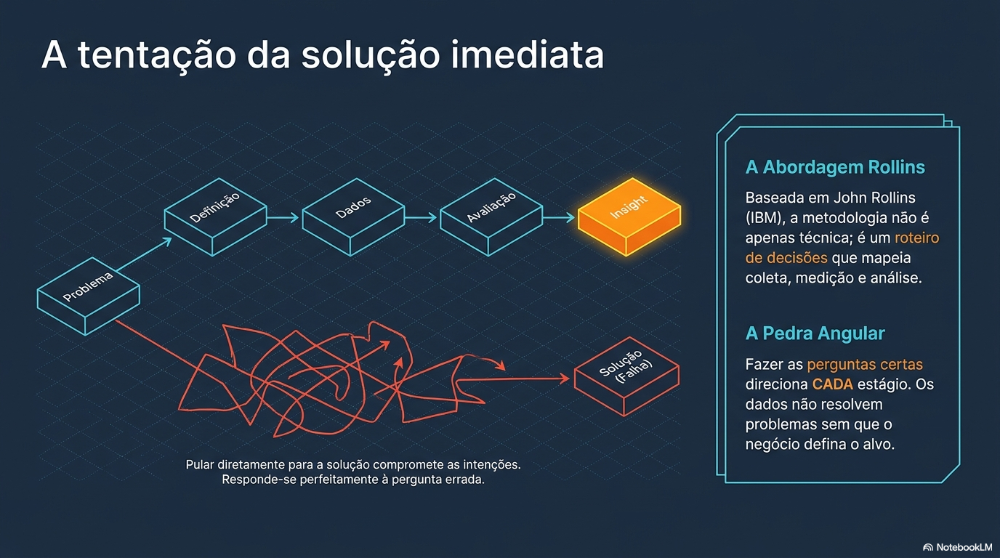 A tentação da solução imediata
Problema
Definição
Dados
Avaliação
Insight
Solução
(Falha)
Pular diretamente para a solução compromete as intenções.
Responde-se perfeitamente à pergunta errada.
A Abordagem Rollins
Baseada em John Rollins
(IBM), a metodologia não é
apenas técnica; é um roteiro
de decisões que mapeia
coleta, medição e análise.
A Pedra Angular
Fazer as perguntas certas
direciona CADA estágio. Os
dados não resolvem
problemas sem que o
negócio defina o alvo.
NotebookLM